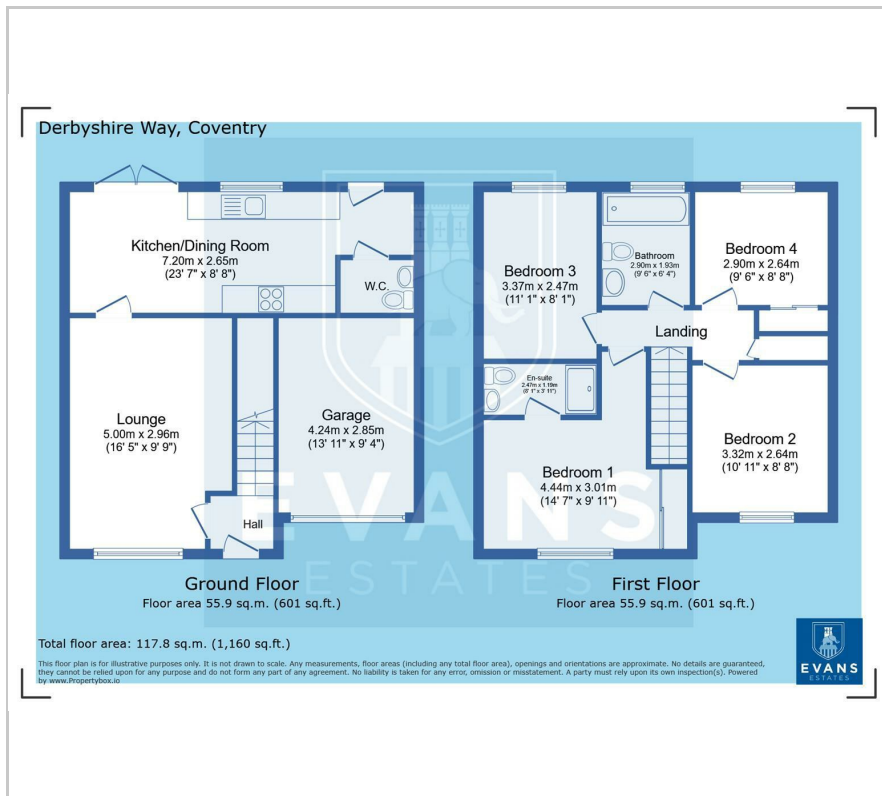 Derbyshire Way, Coventry
Kitchen/Dining Room
7.20m x 2.65m
(23' 7" x 8' 8")
W.C.
Lounge
5.00m x 2.96m
(16' 5" x 9' 9")
Garage
4.24m x 2.85m
(13' 11" x 9' 4")
Hall
Ground Floor
Floor area 55.9 sq.m. (601 sq.ft.)
Bedroom 3
3.37m x 2.47m
(11' 1" x 8' 1")
Bathroom
2.90m x 1.93m
(9' 6" x 6' 4")
Bedroom 4
2.90m x 2.64m
(9' 6" x 8' 8")
Landing
En-suite
2.47m x 1.19m
(8' 1" x 3' 11")
Bedroom 1
4.44m x 3.01m
(14' 7" x 9' 11")
Bedroom 2
3.32m x 2.64m
(10' 11" x 8' 8")
First Floor
Floor area 55.9 sq.m. (601 sq.ft.)
EVANS
ESTATES
Total floor area: 117.8 sq.m. (1,160 sq.ft.)
This floor plan is for illustrative purposes only. It is not drawn to scale. Any measurements, floor areas (including any total floor area), openings and orientations are approximate. No details are guaranteed,
they cannot be relied upon for any purpose and do not form any part of any agreement. No liability is taken for any error, omission or misstatement. A party must rely upon its own inspection(s). Powered
by www.Propertybox.io
EVANS
ESTATES